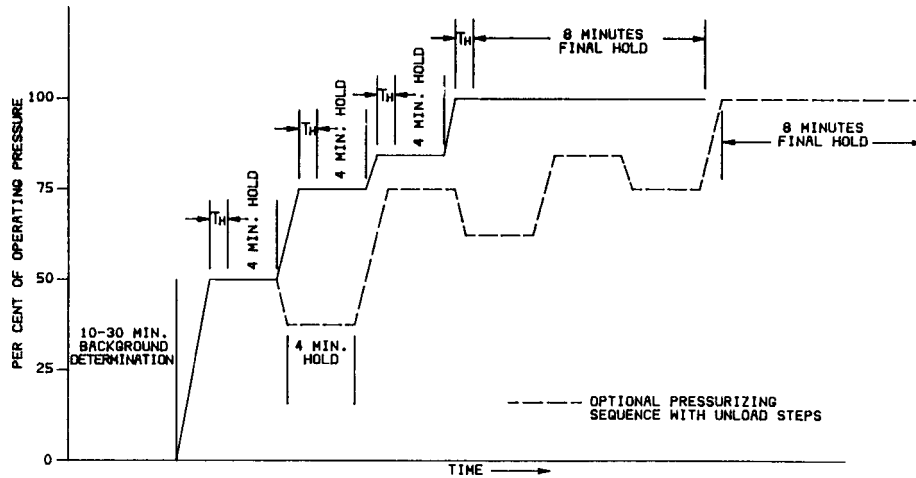 TH
8 MINUTES
FINAL HOLD
TH
4 MIN. HOLD
100
TH
4 MIN. HOLD
8 MINUTES
FINAL HOLD
75
TH
4 MIN. HOLD
50
PER CENT OF OPERATING PRESSURE
10-30 MIN.
BACKGROUND
DETERMINATION
4 MIN.
HOLD
25
OPTIONAL PRESSURIZING
SEQUENCE WITH UNLOAD STEPS
0
TIME